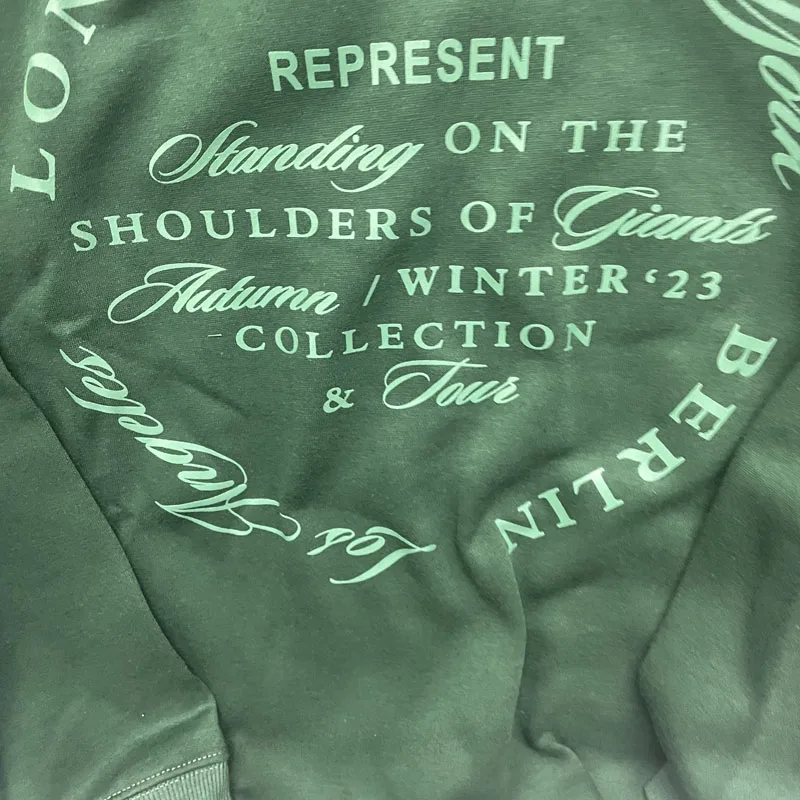 REPRESENT
Standing ON THE
SHOULDERS OF Giants
Autumn / WINTER ‘23
COLLECTION
& Tour
BERLIN
Los Angeles
LON